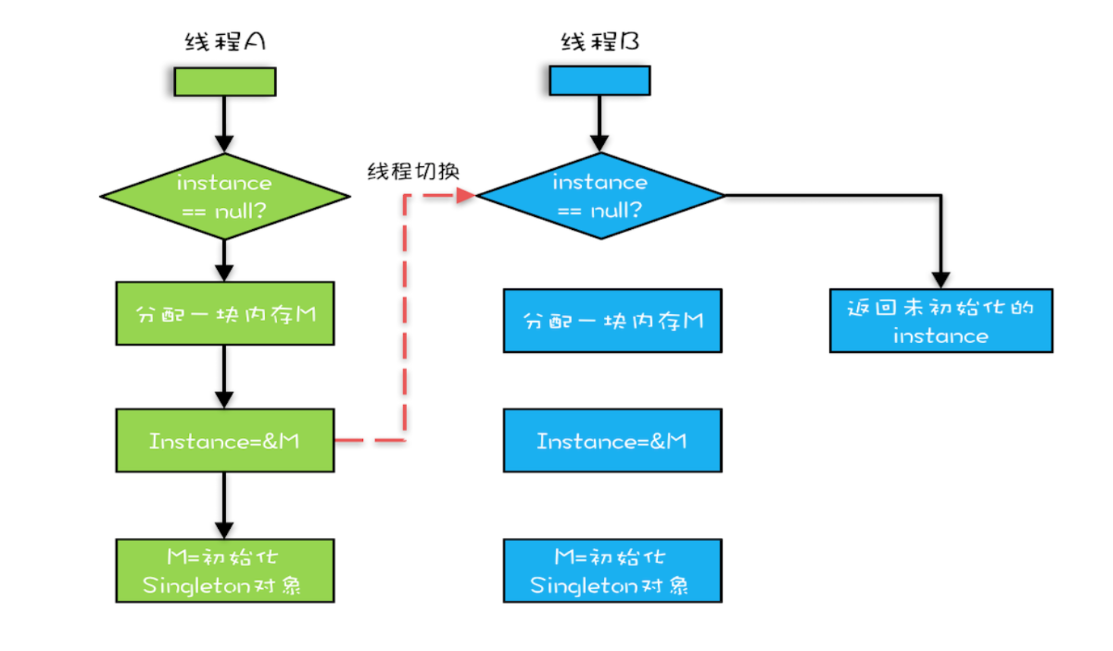 线程A
线程B
线程切换
instance
== null?
instance
== null?
分配一块内存M
分配一块内存M
返回未初始化的
instance
Instance=&M
Instance=&M
M=初始化
Singleton对象
M=初始化
Singleton对象